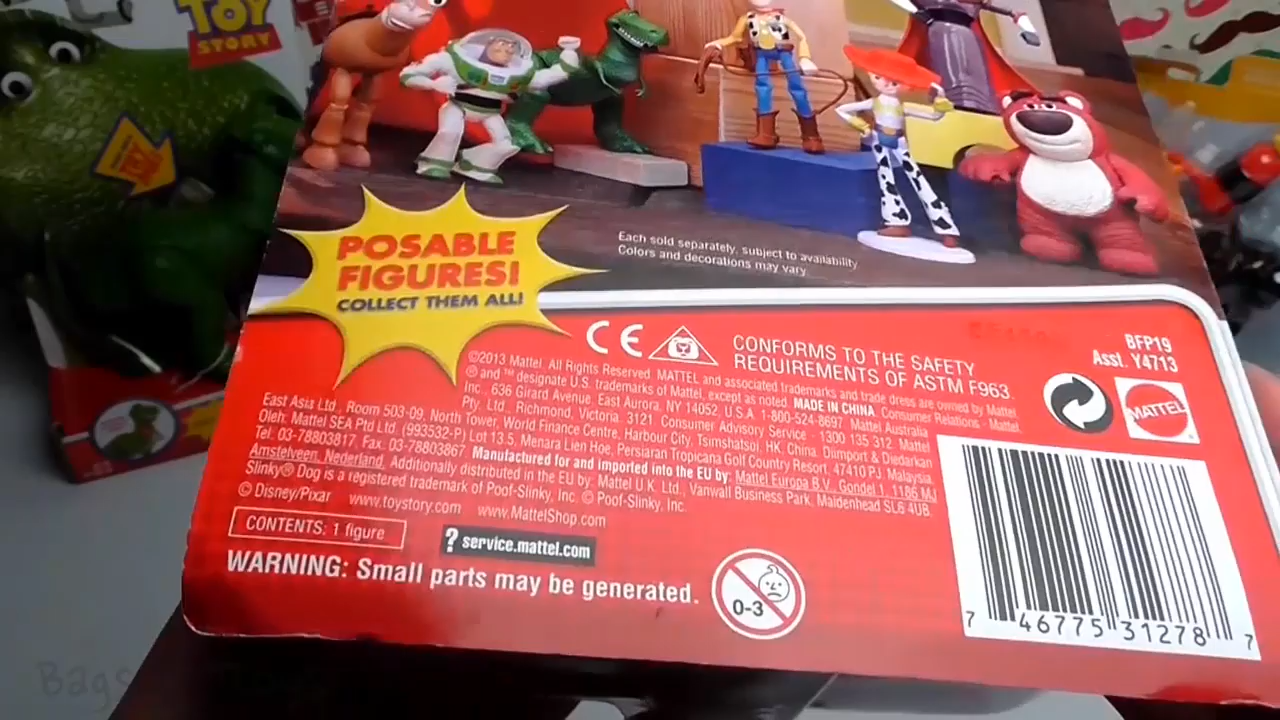 TOY
STORY
POSABLE
FIGURES!
COLLECT THEM ALL!
Each sold separately, subject to availability.
Colors and decorations may vary.
CE
CONFORMS TO THE SAFETY
REQUIREMENTS OF ASTM F963.
BFP19
Asst. Y4713
MATTEL
©2013 Mattel. All Rights Reserved. MATTEL and associated trademarks and trade dress are owned by Mattel.
® and ™ designate U.S. trademarks of Mattel, except as noted. MADE IN CHINA. Consumer Relations - Mattel,
Inc., 636 Girard Avenue, East Aurora, NY 14052, U.S.A. 1-800-524-8697. Mattel Australia
Pty. Ltd., Richmond, Victoria. 3121. Consumer Advisory Service - 1300 135 312. Mattel
East Asia Ltd., Room 503-09, North Tower, World Finance Centre, Harbour City, Tsimshatsui, HK, China. Diimport & Diedarkan
Oleh: Mattel SEA Ptd Ltd. (993532-P) Lot 13.5, Menara Lien Hoe, Persiaran Tropicana Golf Country Resort, 47410 PJ. Malaysia.
Tel. 03-78803817, Fax. 03-78803867. Manufactured for and imported into the EU by: Mattel Europa B.V., Gondel 1, 1186 MJ
Amstelveen, Nederland. Additionally distributed in the EU by: Mattel U.K. Ltd., Vanwall Business Park, Maidenhead SL6 4UB.
Slinky® Dog is a registered trademark of Poof-Slinky, Inc. © Poof-Slinky, Inc.
© Disney/Pixar www.toystory.com www.MattelShop.com
CONTENTS: 1 figure
? service.mattel.com
WARNING: Small parts may be generated.
0-3
7 46775 31278 7